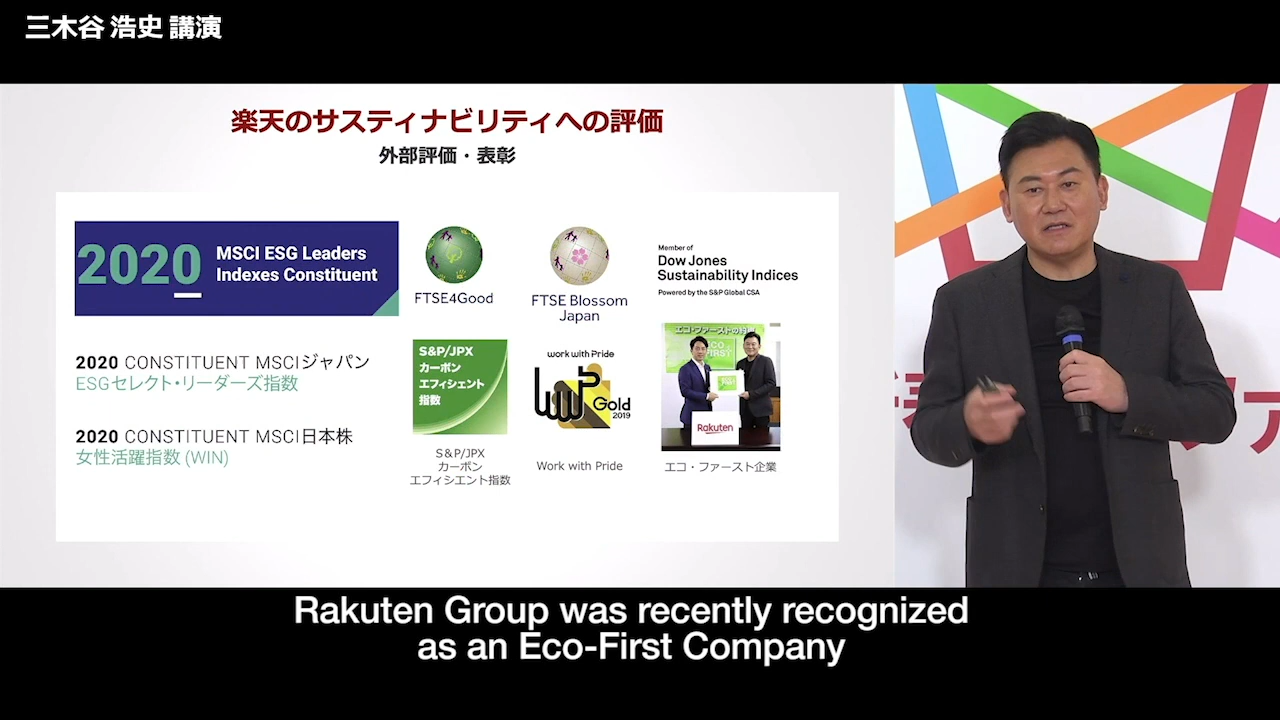 三木谷 浩史 講演
楽天のサスティナビリティへの評価
外部評価・表彰
2020 MSCI ESG Leaders
Indexes Constituent
2020 CONSTITUENT MSCIジャパン
ESGセレクト・リーダーズ指数
2020 CONSTITUENT MSCI日本株
女性活躍指数 (WIN)
FTSE4Good
FTSE Blossom
Japan
Member of
Dow Jones
Sustainability Indices
Powered by the S&P Global CSA
S&P/JPX
カーボン
エフィシエント
指数
S&P/JPX
カーボン
エフィシエント指数
work with Pride
WWP
Gold
2019
Work with Pride
エコ・ファーストの約束
ECO
FIRST
Rakuten
エコ・ファースト企業
Rakuten Group was recently recognized
as an Eco-First Company